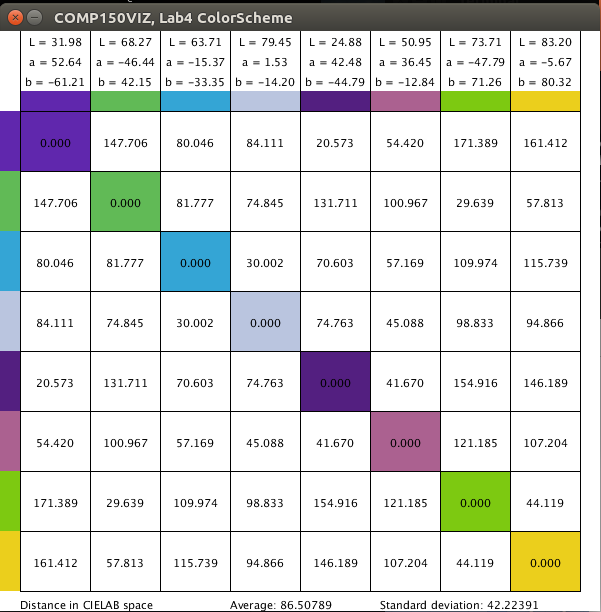 COMP150VIZ, Lab4 ColorScheme
L = 31.98 L = 68.27 L = 63.71 L = 79.45 L = 24.88 L = 50.95 L = 73.71 L = 83.20
a = 52.64 a = −46.44 a = −15.37 a = 1.53 a = 42.48 a = 36.45 a = −47.79 a = −5.67
b = −61.21 b = 42.15 b = −33.35 b = −14.20 b = −44.79 b = −12.84 b = 71.26 b = 80.32
0.000 147.706 80.046 84.111 20.573 54.420 171.389 161.412
147.706 0.000 81.777 74.845 131.711 100.967 29.639 57.813
80.046 81.777 0.000 30.002 70.603 57.169 109.974 115.739
84.111 74.845 30.002 0.000 74.763 45.088 98.833 94.866
20.573 131.711 70.603 74.763 0.000 41.670 154.916 146.189
54.420 100.967 57.169 45.088 41.670 0.000 121.185 107.204
171.389 29.639 109.974 98.833 154.916 121.185 0.000 44.119
161.412 57.813 115.739 94.866 146.189 107.204 44.119 0.000
Distance in CIELAB space Average: 86.50789 Standard deviation: 42.22391